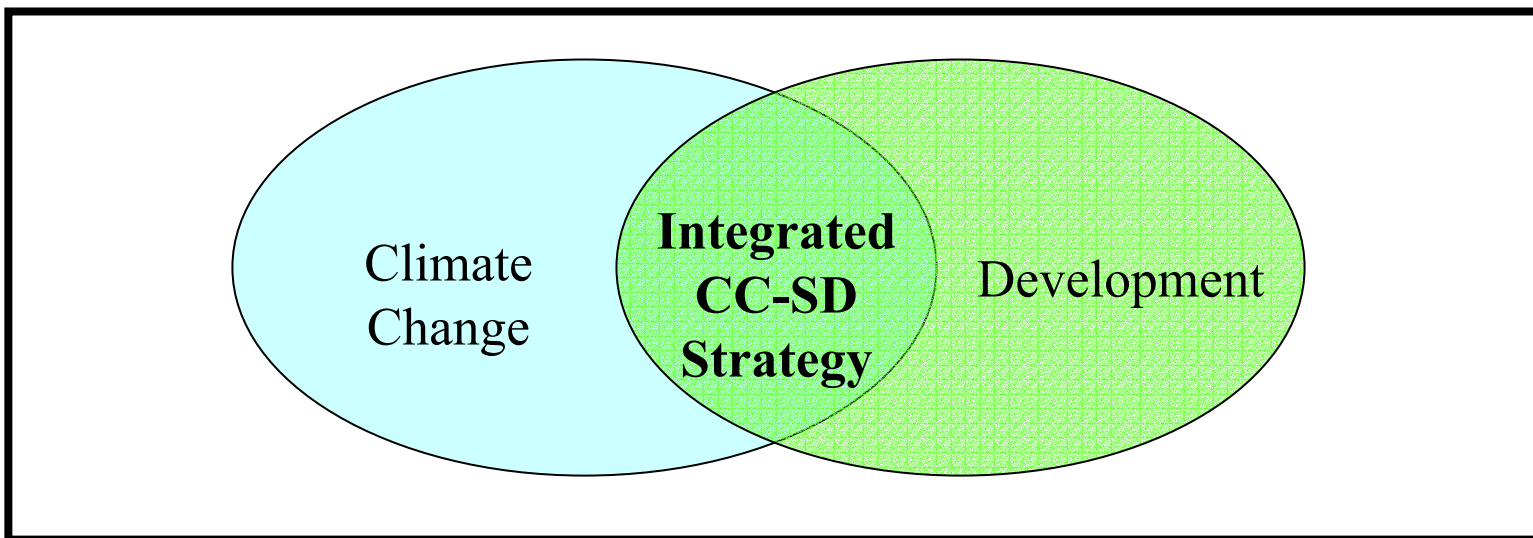 Climate
Change
Integrated
CC-SD
Strategy
Development